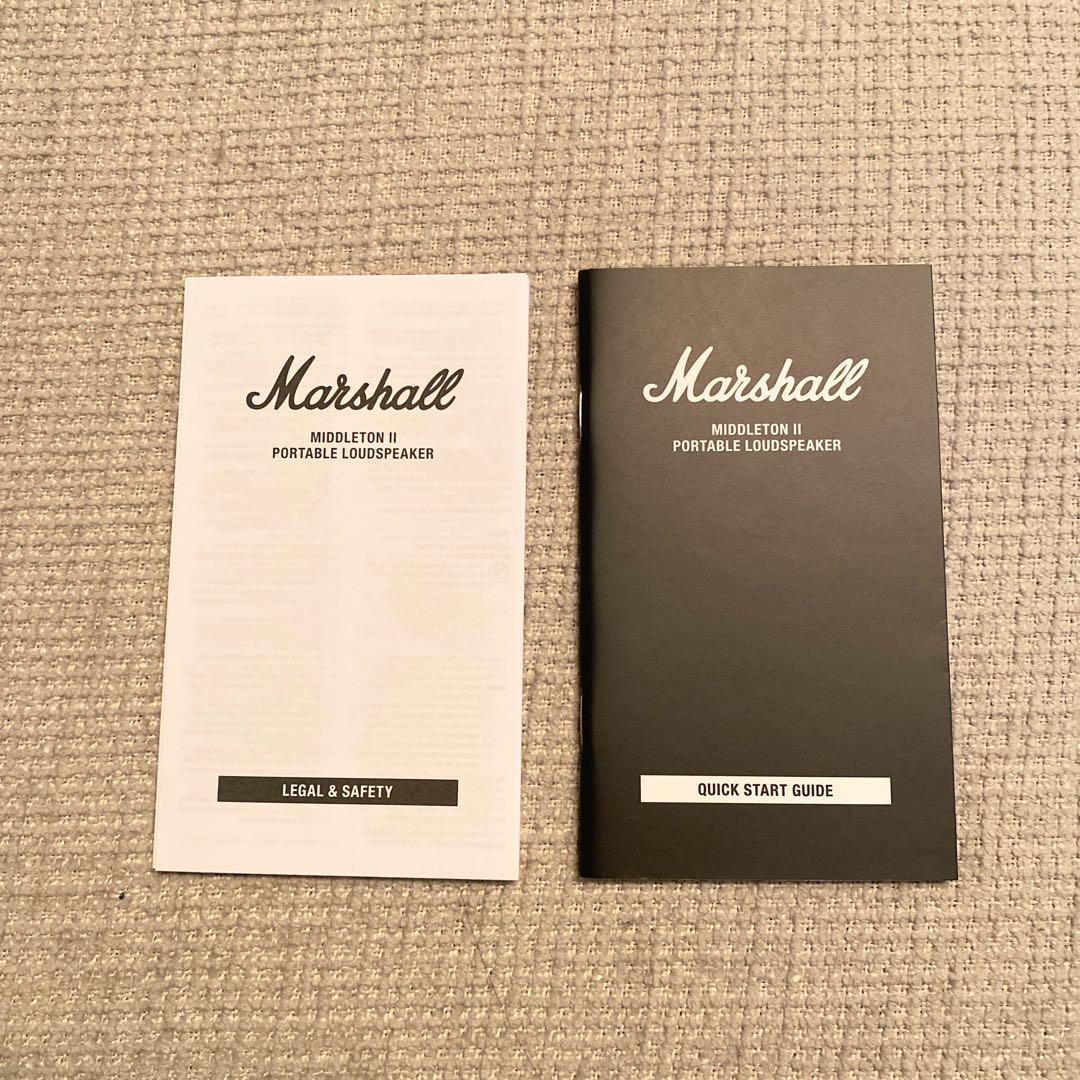 Marshall
MIDDLETON II
PORTABLE LOUDSPEAKER
LEGAL & SAFETY
Marshall
MIDDLETON II
PORTABLE LOUDSPEAKER
QUICK START GUIDE